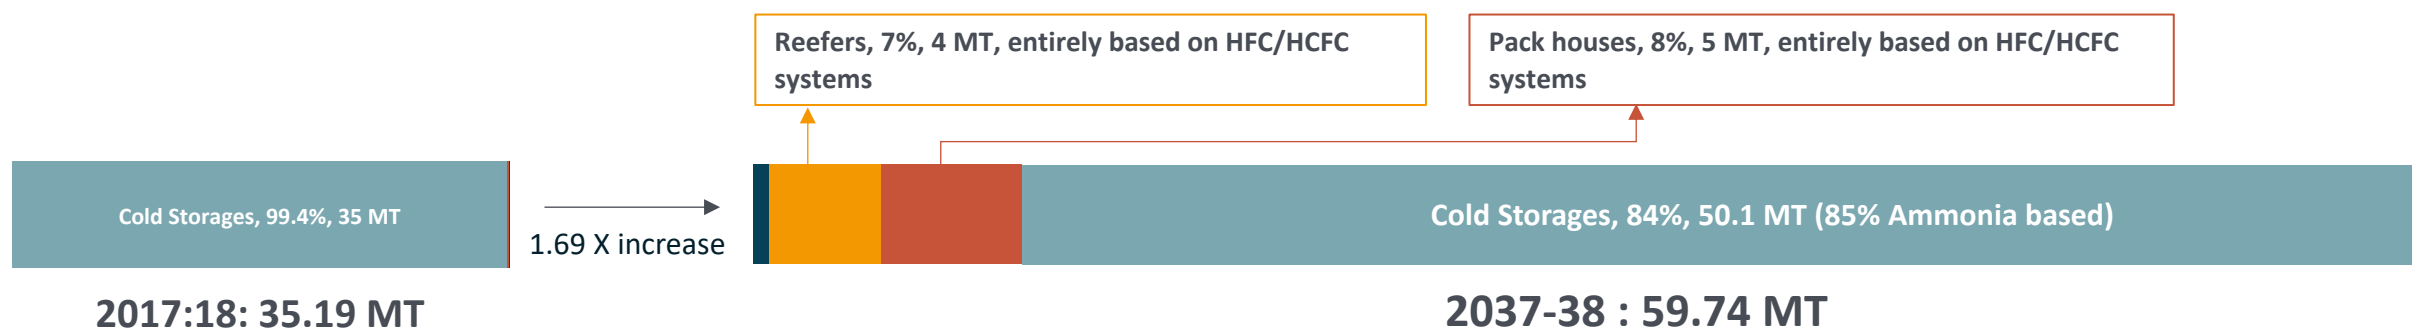 Reefers, 7%, 4 MT, entirely based on HFC/HCFC
systems
Pack houses, 8%, 5 MT, entirely based on HFC/HCFC
systems
Cold Storages, 99.4%, 35 MT
1.69 X increase
Cold Storages, 84%, 50.1 MT (85% Ammonia based)
2017:18: 35.19 MT
2037-38 : 59.74 MT